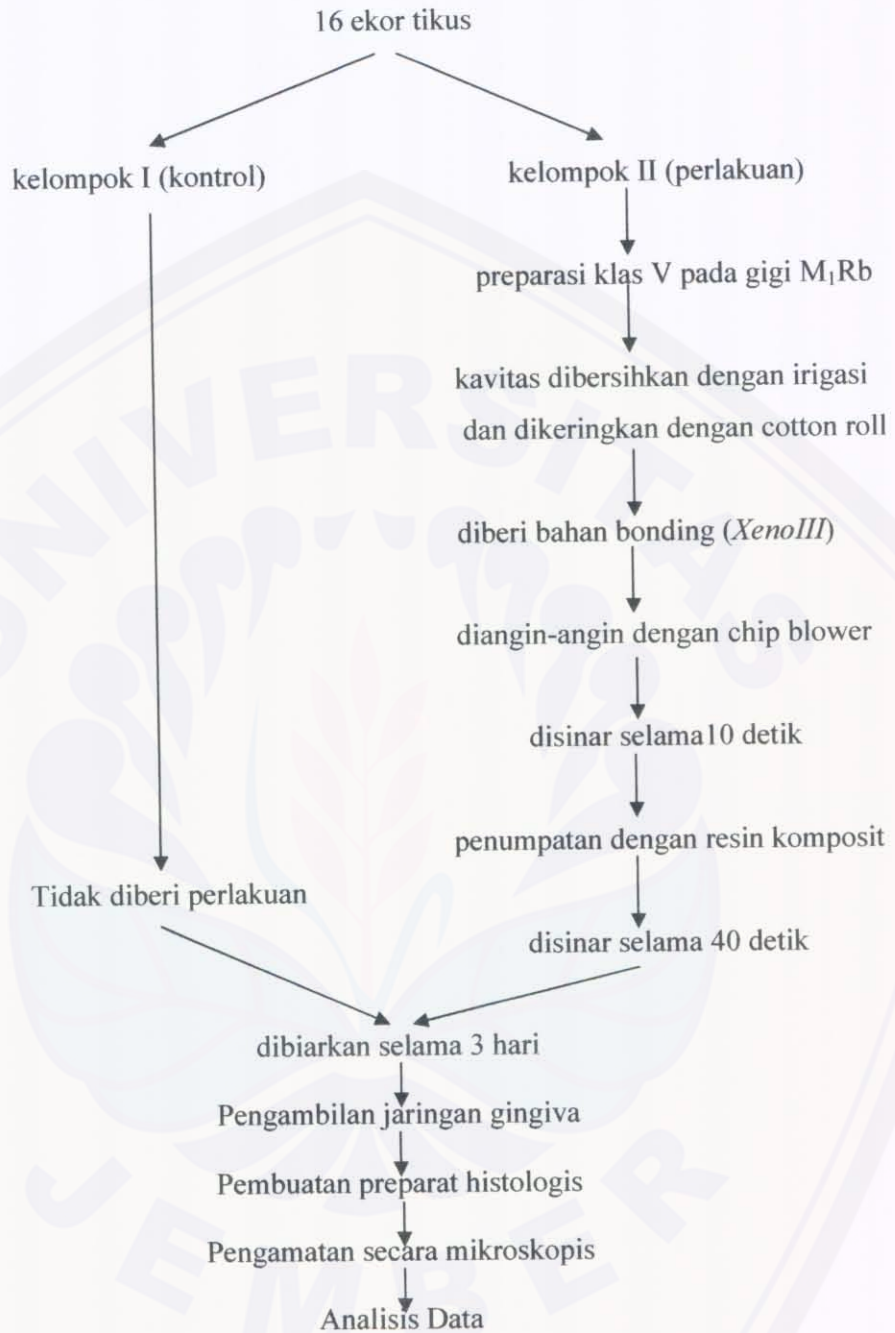 16 ekor tikus
kelompok I (kontrol)
kelompok II (perlakuan)
preparasi klas V pada gigi M₁Rb
kavitas dibersihkan dengan irigasi
dan dikeringkan dengan cotton roll
diberi bahan bonding (XenoIII)
diangin-angin dengan chip blower
disinar selama10 detik
penumpatan dengan resin komposit
Tidak diberi perlakuan
disinar selama 40 detik
dibiarkan selama 3 hari
Pengambilan jaringan gingiva
Pembuatan preparat histologis
Pengamatan secara mikroskopis
Analisis Data
UNIVERSITAS
JEMBER